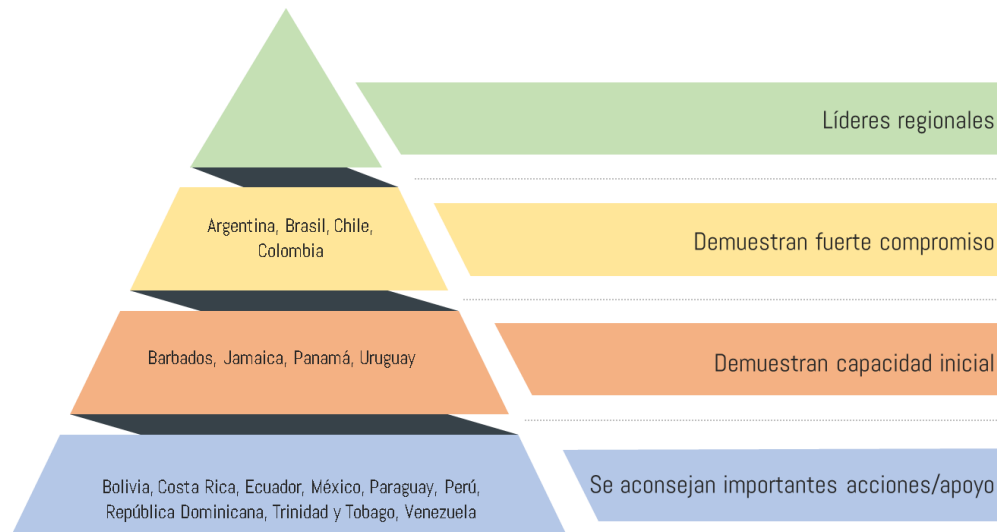 Líderes regionales
Argentina, Brasil, Chile,
Colombia
Demuestran fuerte compromiso
Barbados, Jamaica, Panamá, Uruguay
Demuestran capacidad inicial
Bolivia, Costa Rica, Ecuador, México, Paraguay, Perú,
República Dominicana, Trinidad y Tobago, Venezuela
Se aconsejan importantes acciones/apoyo